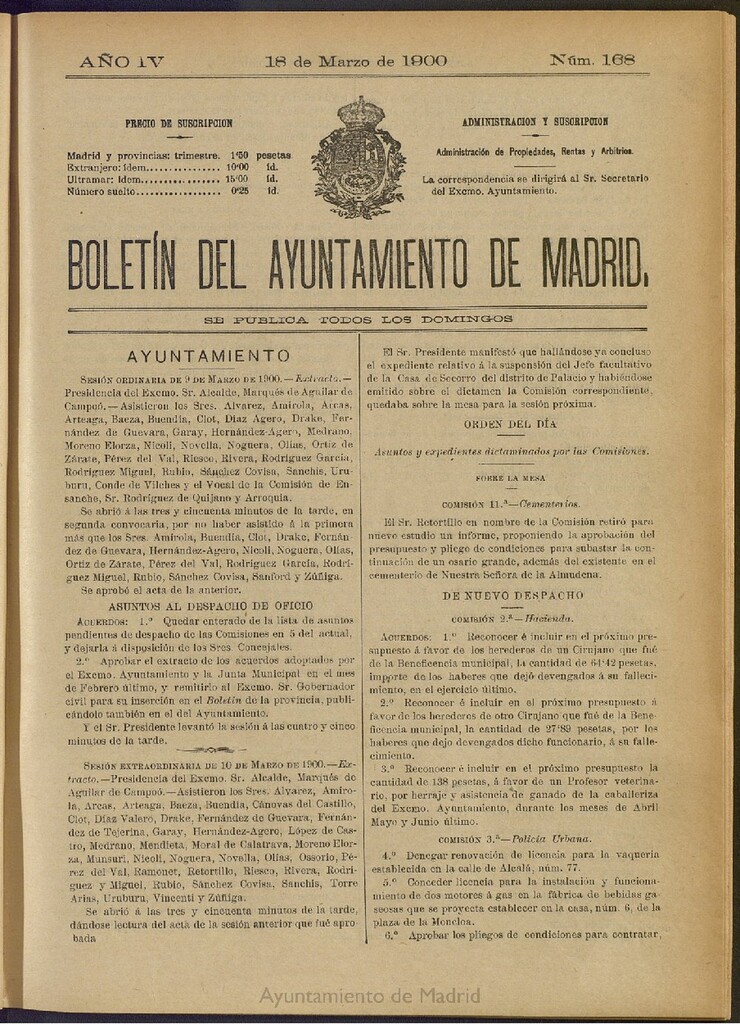 AÑO IV 18 de Marzo de 1900 Núm. 168
PRECIO DE SUSCRIPCION
Madrid y provincias: trimestre. 1'50 pesetas
Extranjero: ídem............... 10'00 id.
Ultramar: ídem................. 15'00 id.
Número suelto.................. 0'25 id.
ADMINISTRACION Y SUSCRIPCION
Administración de Propiedades, Rentas y Arbitrios.
La correspondencia se dirigirá al Sr. Secretario
del Excmo. Ayuntamiento.
BOLETÍN DEL AYUNTAMIENTO DE MADRID.
SE PUBLICA TODOS LOS DOMINGOS
AYUNTAMIENTO
SESIÓN ORDINARIA DE 9 DE MARZO DE 1900.—Extracto.—
Presidencia del Excmo. Sr. Alcalde, Marqués de Aguilar de
Campoó.—Asistieron los Sres. Alvarez, Amirola, Arcas,
Arteaga, Baeza, Buendía, Clot, Díaz Agero, Drake, Fer-
nández de Guevara, Garay, Hernández-Agero, Medrano,
Moreno Elorza, Nicoli, Novella, Noguera, Olías, Ortiz de
Zárate, Pérez del Val, Riesco, Rivera, Rodríguez García,
Rodríguez Miguel, Rubio, Sánchez Covisa, Sanchis, Uru-
buru, Conde de Vilches y el Vocal de la Comisión de En-
sanche, Sr. Rodríguez de Quijano y Arroquia.
Se abrió á las tres y cincuenta minutos de la tarde, en
segunda convocaria, por no haber asistido á la primera
más que los Sres. Amirola, Buendía, Clot, Drake, Fernán-
dez de Guevara, Hernández-Agero, Nicoli, Noguera, Olías,
Ortiz de Zárate, Pérez del Val, Rodríguez García, Rodrí-
guez Miguel, Rubio, Sánchez Covisa, Sanford y Zúñiga.
Se aprobó el acta de la anterior.
ASUNTOS AL DESPACHO DE OFICIO
ACUERDOS: 1.º Quedar enterado de la lista de asuntos
pendientes de despacho de las Comisiones en 5 del actual,
y dejarla á disposición de los Sres. Concejales.
2.º Aprobar el extracto de los acuerdos adoptados por
el Excmo. Ayuntamiento y la Junta Municipal en el mes
de Febrero último, y remitirlo al Excmo. Sr. Gobernador
civil para su inserción en el Boletín de la provincia, publi-
cándolo también en el del Ayuntamiento.
Y el Sr. Presidente levantó la sesión á las cuatro y cinco
minutos de la tarde.
SESIÓN EXTRAORDINARIA DE 10 DE MARZO DE 1900.—Ex-
tracto.—Presidencia del Excmo. Sr. Alcalde, Marqués de
Aguilar de Campoó.—Asistieron los Sres. Alvarez, Amiro-
la, Arcas, Arteaga, Baeza, Buendía, Cánovas del Castillo,
Clot, Díaz Valero, Drake, Fernández de Guevara, Fernán-
dez de Tejerina, Garay, Hernández-Agero, López de Cas-
tro, Medrano, Mendieta, Moral de Calatrava, Moreno Elor-
za, Munsuri, Nicoli, Noguera, Novella, Olías, Ossorio, Pé-
rez del Val, Ramonet, Retortillo, Riesco, Rivera, Rodrí-
guez y Miguel, Rubio, Sánchez Covisa, Sanchis, Torre
Arias, Uruburu, Vincenti y Zúñiga.
Se abrió á las tres y cincuenta minutos de la tarde,
dándose lectura del acta de la sesión anterior que fué apro-
bada
El Sr. Presidente manifestó que hallándose ya concluso
el expediente relativo á la suspensión del Jefe facultativo
de la Casa de Socorro del distrito de Palacio y habiéndose
emitido sobre el dictamen la Comisión correspondiente,
quedaba sobre la mesa para la sesión próxima.
ORDEN DEL DÍA
Asuntos y expedientes dictaminados por las Comisiones.
SOBRE LA MESA
COMISIÓN 11.ª—Cementerios.
El Sr. Retortillo en nombre de la Comisión retiró para
nuevo estudio un informe, proponiendo la aprobación del
presupuesto y pliego de condiciones para subastar la con-
tinuación de un osario grande, además del existente en el
cementerio de Nuestra Señora de la Almudena.
DE NUEVO DESPACHO
COMISIÓN 2.ª—Hacienda.
ACUERDOS: 1.º Reconocer é incluir en el próximo pre-
supuesto á favor de los herederos de un Cirujano que fué
de la Beneficencia municipal, la cantidad de 64'42 pesetas,
importe de los haberes que dejó devengados á su falleci-
miento, en el ejercicio último.
2.º Reconocer é incluir en el próximo presupuesto á
favor de los herederos de otro Cirujano que fué de la Bene-
ficencia municipal, la cantidad de 27'89 pesetas, por los
haberes que dejo devengados dicho funcionario, á su falle-
cimiento.
3.º Reconocer é incluir en el próximo presupuesto la
cantidad de 138 pesetas, á favor de un Profesor veterina-
rio, por herraje y asistencia de ganado de la caballeriza
del Excmo. Ayuntamiento, durante los meses de Abril
Mayo y Junio último.
COMISIÓN 3.ª—Policía Urbana.
4.º Denegar renovación de licencia para la vaquería
establecida en la calle de Alcalá, núm. 77.
5.º Conceder licencia para la instalación y funciona-
miento de dos motores á gas en la fábrica de bebidas ga-
seosas que se proyecta establecer en la casa, núm. 6, de la
plaza de la Moncloa.
6.º Aprobar los pliegos de condiciones para contratar,
Ayuntamiento de Madrid